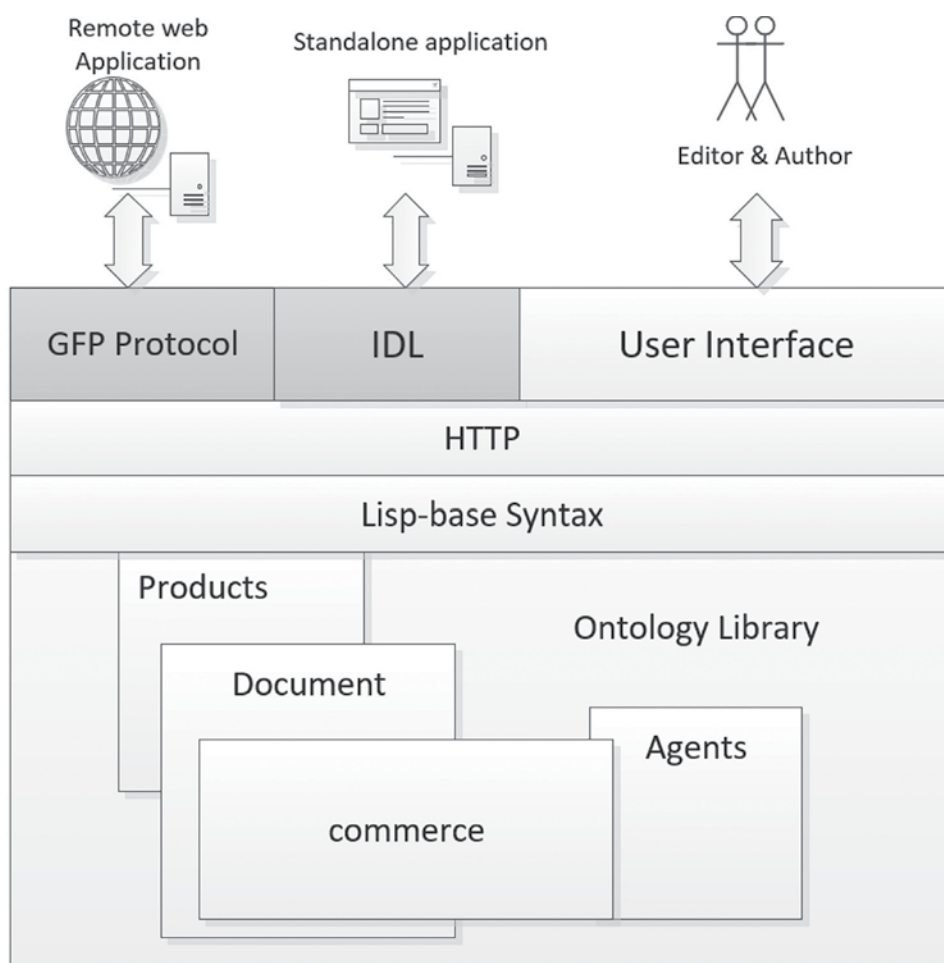 Remote web
Application
Standalone application
Editor & Author
GFP Protocol
IDL
User Interface
HTTP
Lisp-base Syntax
Products
Ontology Library
Document
Agents
commerce